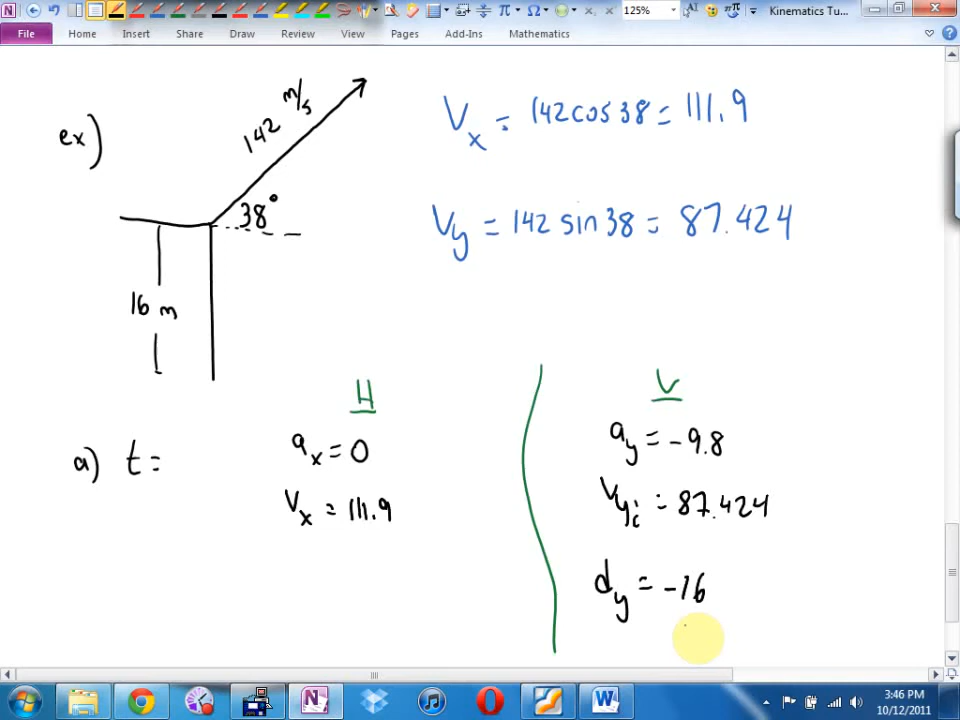 125%
Kinematics Tu...
File Home Insert Share Draw Review View Pages Add-Ins Mathematics
ex)
142 m/s
38°
16 m
Vx = 142cos38 = 111.9
Vy = 142 sin38 = 87.424
H
V
a) t=
ax = 0
Vx = 111.9
ay = -9.8
Vyi = 87.424
dy = -16
3:46 PM
10/12/2011